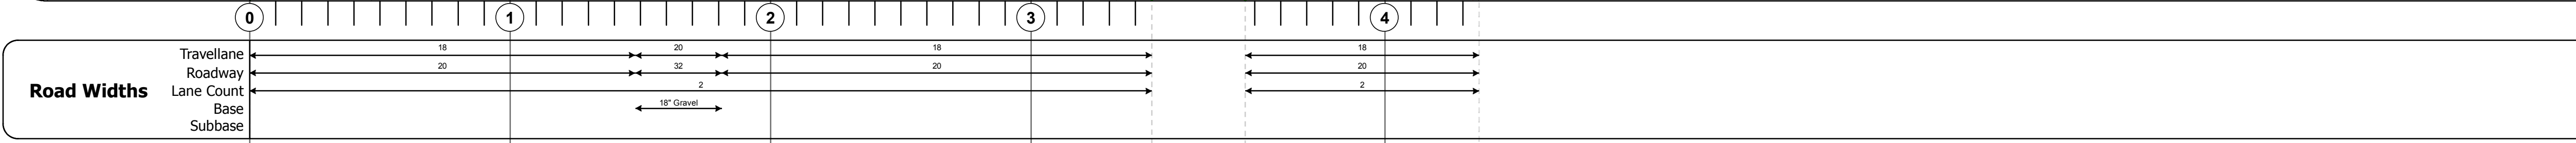 0 1 2 3 4
Road Widths
Travellane 18 20 18 18
Roadway 20 32 20 20
Lane Count 2 2
Base 18" Gravel
Subbase